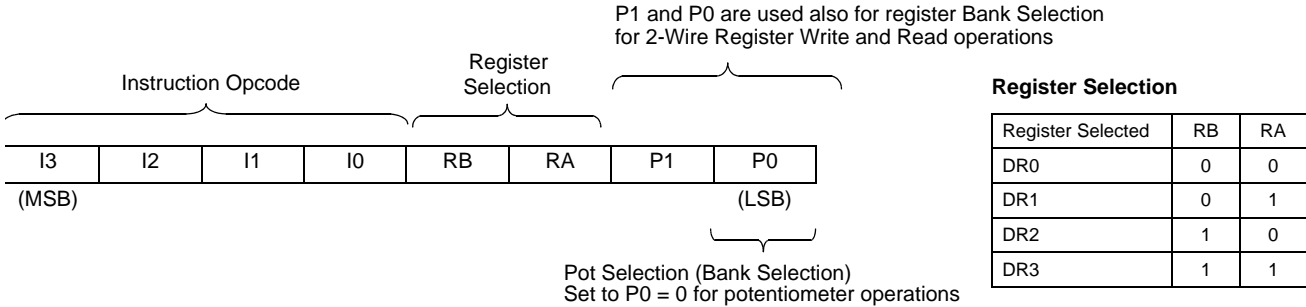 P1 and P0 are used also for register Bank Selection
for 2-Wire Register Write and Read operations
Register
Selection
Instruction Opcode
I3 I2 I1 I0 RB RA P1 P0
(MSB) (LSB)
Pot Selection (Bank Selection)
Set to P0 = 0 for potentiometer operations
Register Selection
Register Selected RB RA
DR0 0 0
DR1 0 1
DR2 1 0
DR3 1 1